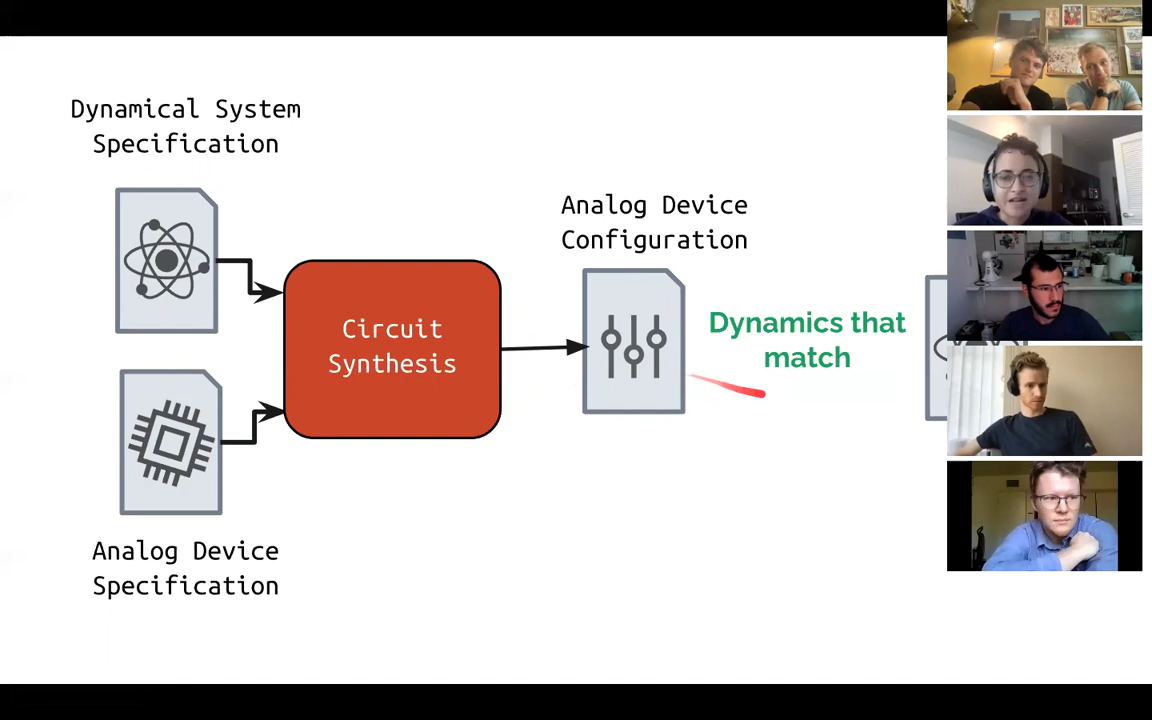 Dynamical System
Specification
Analog Device
Configuration
Circuit
Synthesis
Dynamics that
match
Analog Device
Specification